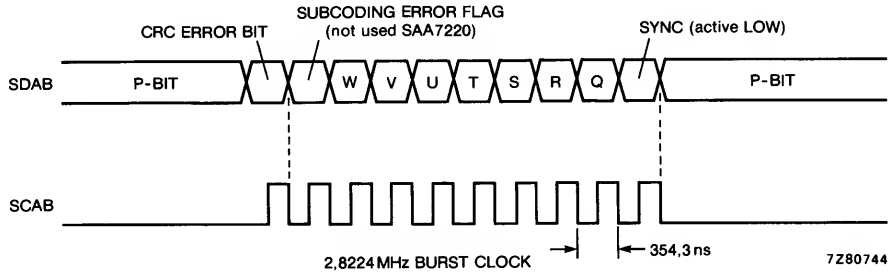 SUBCODING ERROR FLAG
(not used SAA7220)
CRC ERROR BIT
SYNC (active LOW)
SDAB
P-BIT
W V U T S R Q
P-BIT
SCAB
2,8224 MHz BURST CLOCK
354,3 ns
7Z80744